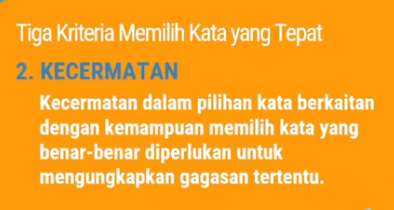 Tiga Kriteria Memilih Kata yang Tepat
2. KECERMATAN
Kecermatan dalam pilihan kata berkaitan
dengan kemampuan memilih kata yang
benar-benar diperlukan untuk
mengungkapkan gagasan tertentu.